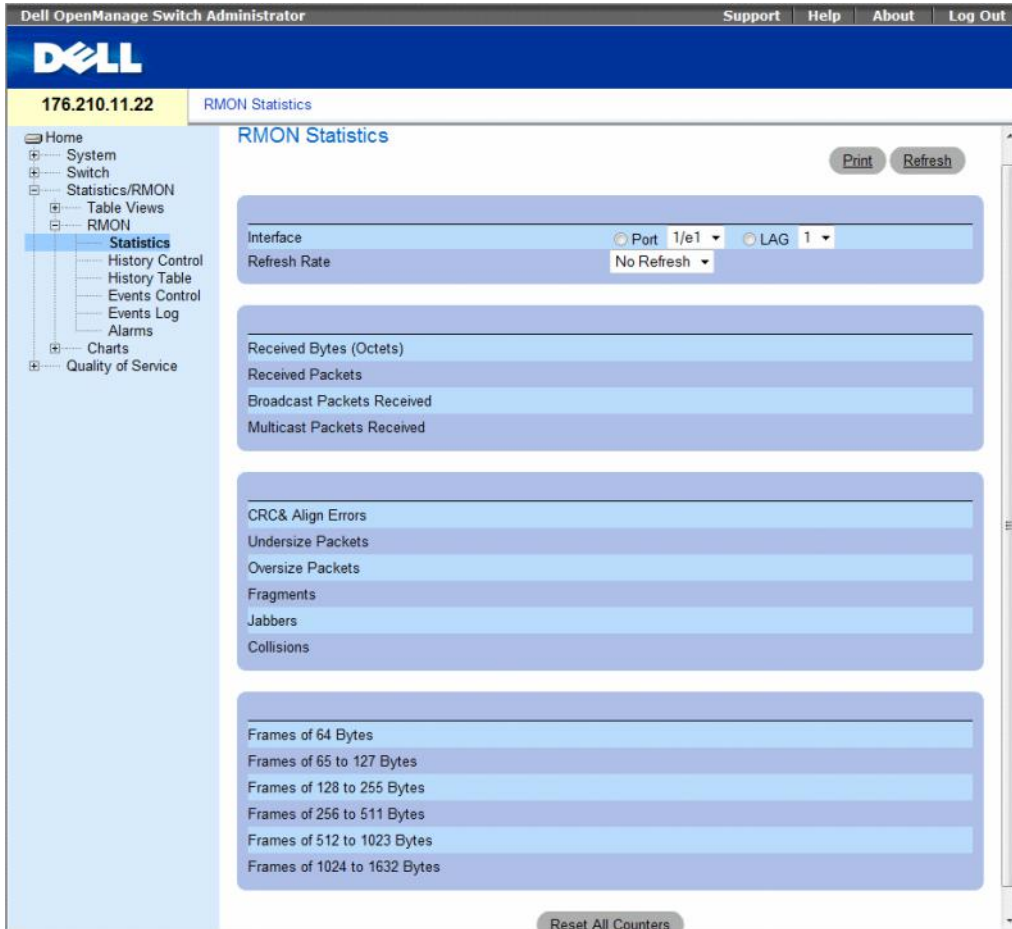 Dell OpenManage Switch Administrator Support Help About Log Out
DELL
176.210.11.22 RMON Statistics
Home
System
Switch
Statistics/RMON
Table Views
RMON
Statistics
History Control
History Table
Events Control
Events Log
Alarms
Charts
Quality of Service
RMON Statistics
Print Refresh
Interface Port 1/e1 LAG 1
Refresh Rate No Refresh
Received Bytes (Octets)
Received Packets
Broadcast Packets Received
Multicast Packets Received
CRC& Align Errors
Undersize Packets
Oversize Packets
Fragments
Jabbers
Collisions
Frames of 64 Bytes
Frames of 65 to 127 Bytes
Frames of 128 to 255 Bytes
Frames of 256 to 511 Bytes
Frames of 512 to 1023 Bytes
Frames of 1024 to 1632 Bytes
Reset All Counters